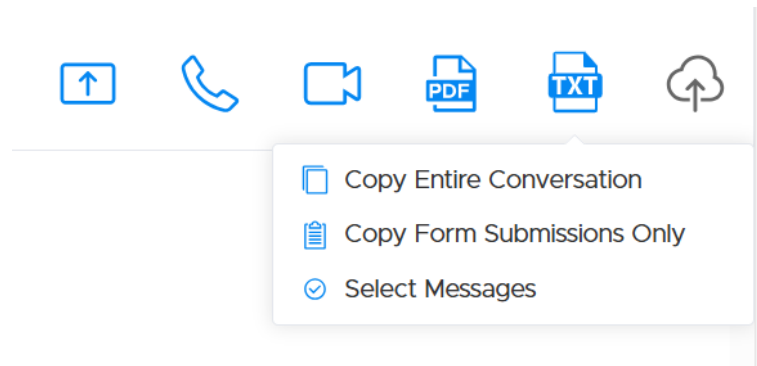 PDF
TXT
Copy Entire Conversation
Copy Form Submissions Only
Select Messages